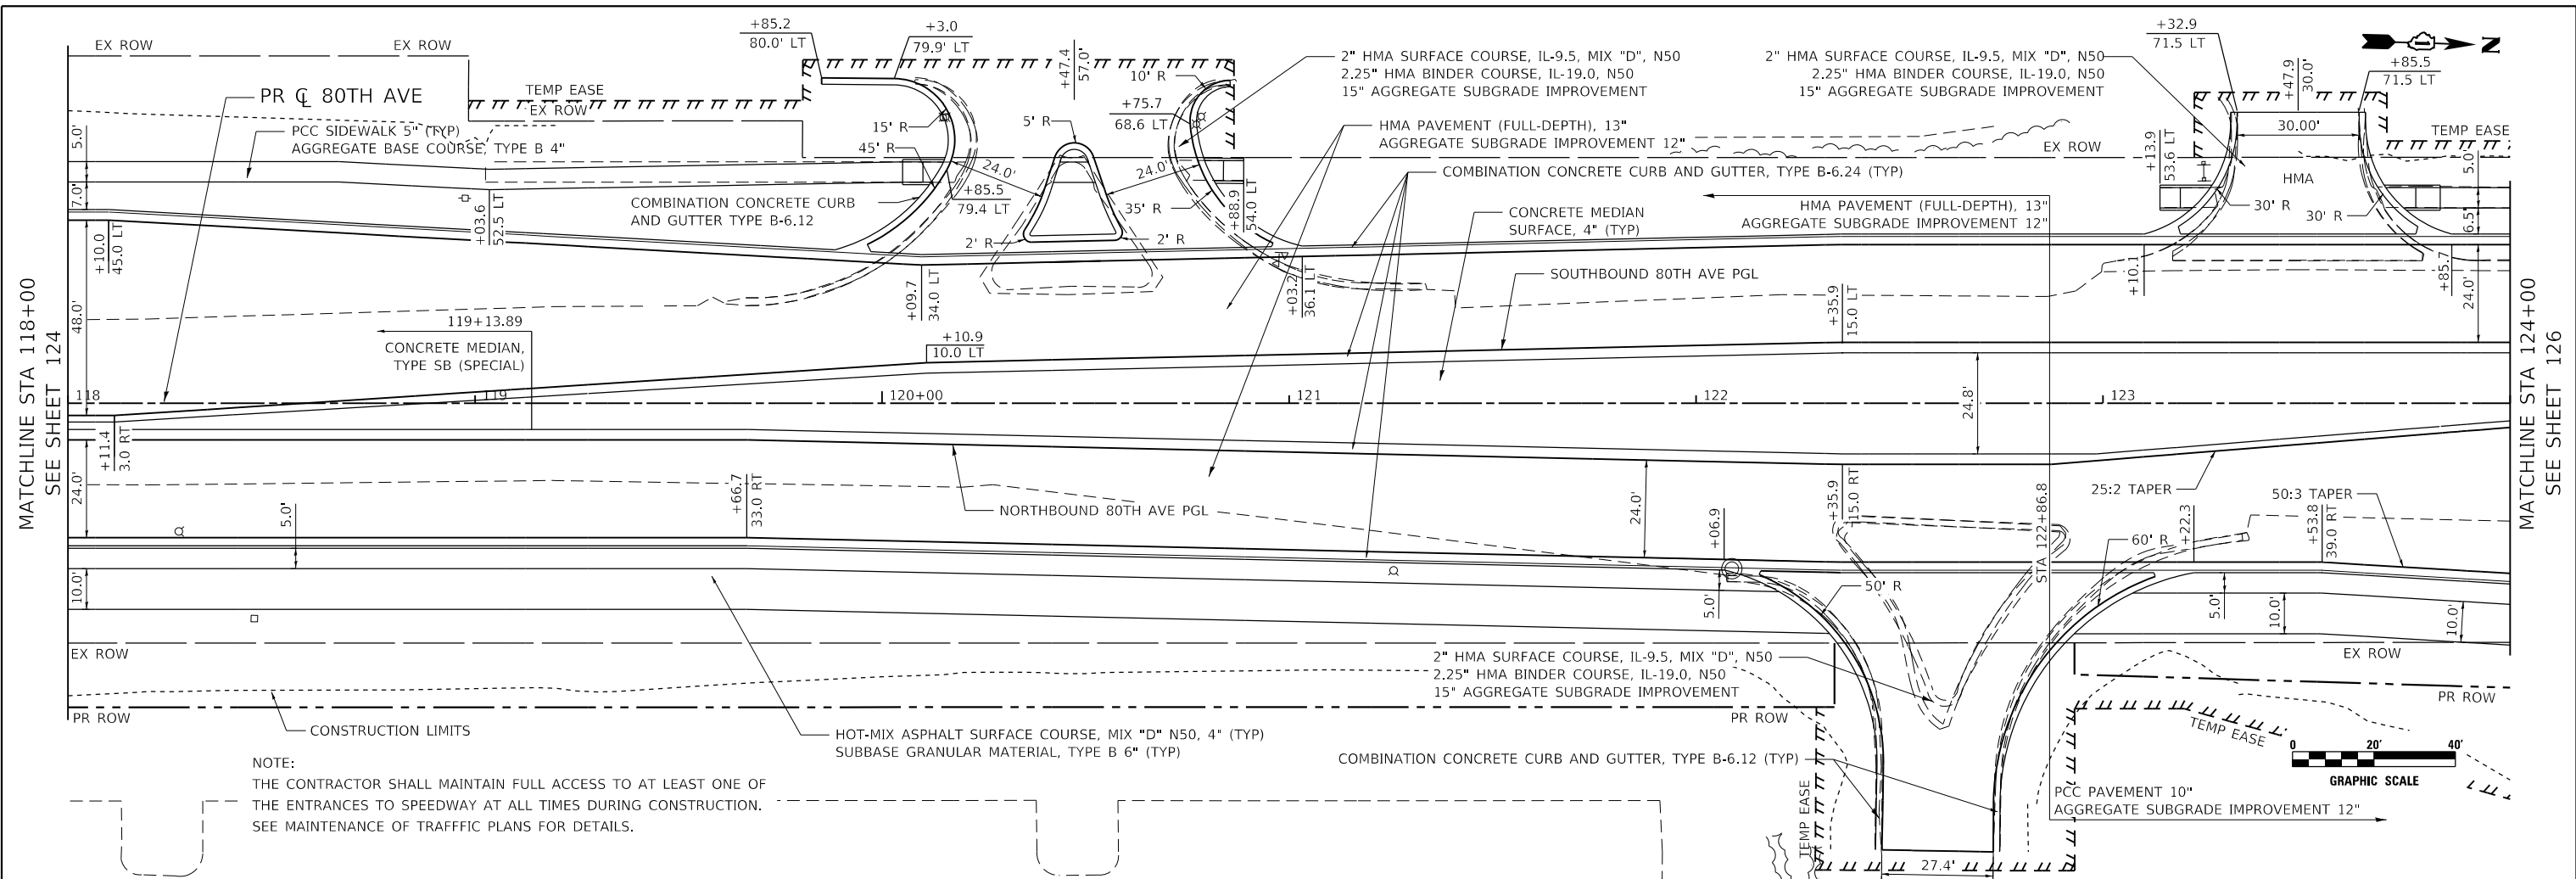 EX ROW
EX ROW
+85.2
80.0' LT
+3.0
79.9' LT
+47.4
57.0'
10' R
2" HMA SURFACE COURSE, IL-9.5, MIX "D", N50
2.25" HMA BINDER COURSE, IL-19.0, N50
15" AGGREGATE SUBGRADE IMPROVEMENT
2" HMA SURFACE COURSE, IL-9.5, MIX "D", N50
2.25" HMA BINDER COURSE, IL-19.0, N50
15" AGGREGATE SUBGRADE IMPROVEMENT
+32.9
71.5 LT
+47.9
30.0'
+85.5
71.5 LT
N
PR CL 80TH AVE
TEMP EASE
EX ROW
PCC SIDEWALK 5" (TYP)
AGGREGATE BASE COURSE, TYPE B 4"
5.0'
7.0'
15' R
45' R
5' R
+75.7
68.6 LT
HMA PAVEMENT (FULL-DEPTH), 13"
AGGREGATE SUBGRADE IMPROVEMENT 12"
EX ROW
30.00'
TEMP EASE
+13.9
53.6 LT
HMA
5.0'
6.5'
24.0'
24.0'
COMBINATION CONCRETE CURB AND GUTTER, TYPE B-6.24 (TYP)
+03.6
52.5 LT
COMBINATION CONCRETE CURB
AND GUTTER TYPE B-6.12
+85.5
79.4 LT
35' R
+88.9
54.0 LT
CONCRETE MEDIAN
SURFACE, 4" (TYP)
HMA PAVEMENT (FULL-DEPTH), 13"
AGGREGATE SUBGRADE IMPROVEMENT 12"
30' R
30' R
2' R
2' R
+10.0
45.0 LT
+09.7
34.0 LT
+03.2
36.1 LT
SOUTHBOUND 80TH AVE PGL
+35.9
15.0 LT
+10.1
+85.7
24.0'
MATCHLINE STA 118+00
SEE SHEET 124
48.0'
119+13.89
CONCRETE MEDIAN,
TYPE SB (SPECIAL)
+10.9
10.0 LT
MATCHLINE STA 124+00
SEE SHEET 126
118
119
120+00
121
122
123
24.8'
+11.4
3.0 RT
24.0'
+66.7
33.0 RT
5.0'
10.0'
NORTHBOUND 80TH AVE PGL
24.0'
+06.9
+35.9
15.0 RT
STA 122+86.8
25:2 TAPER
50:3 TAPER
+22.3
+53.8
39.0 RT
60' R
50' R
5.0'
5.0'
10.0'
10.0'
EX ROW
EX ROW
2" HMA SURFACE COURSE, IL-9.5, MIX "D", N50
2.25" HMA BINDER COURSE, IL-19.0, N50
15" AGGREGATE SUBGRADE IMPROVEMENT
PR ROW
PR ROW
PR ROW
CONSTRUCTION LIMITS
HOT-MIX ASPHALT SURFACE COURSE, MIX "D" N50, 4" (TYP)
SUBBASE GRANULAR MATERIAL, TYPE B 6" (TYP)
COMBINATION CONCRETE CURB AND GUTTER, TYPE B-6.12 (TYP)
TEMP EASE
TEMP EASE
NOTE:
THE CONTRACTOR SHALL MAINTAIN FULL ACCESS TO AT LEAST ONE OF
THE ENTRANCES TO SPEEDWAY AT ALL TIMES DURING CONSTRUCTION.
SEE MAINTENANCE OF TRAFFFIC PLANS FOR DETAILS.
0 20' 40'
GRAPHIC SCALE
PCC PAVEMENT 10"
AGGREGATE SUBGRADE IMPROVEMENT 12"
27.4'